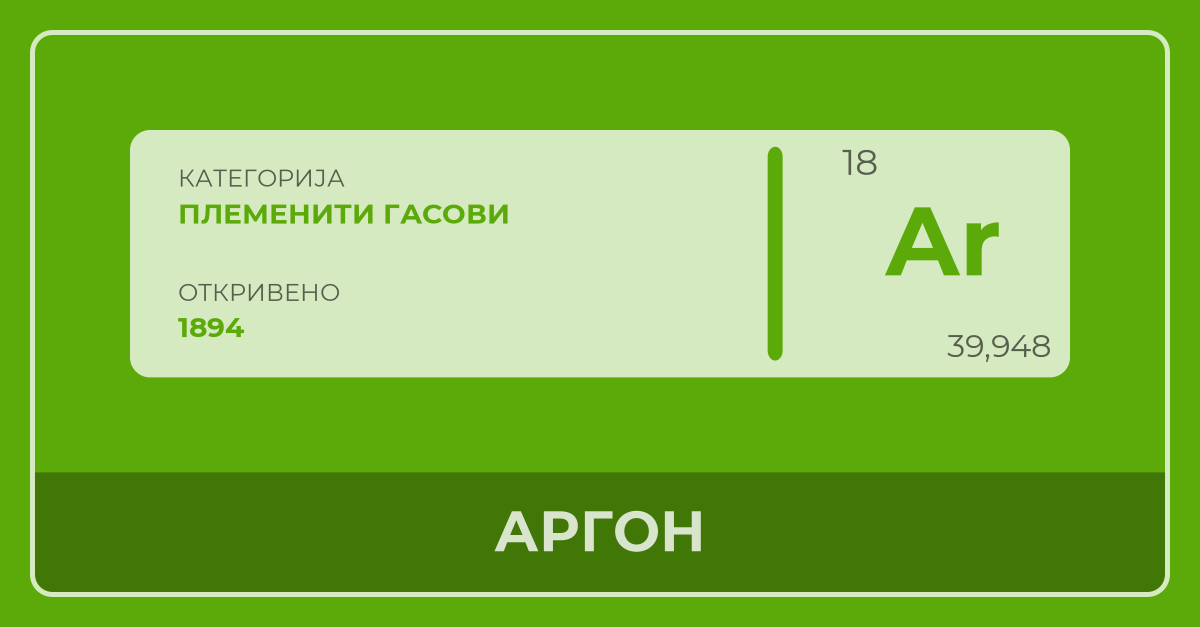 КАТЕГОРИЈА
ПЛЕМЕНИТИ ГАСОВИ
ОТКРИВЕНО
1894
18
Ar
39,948
АРГОН